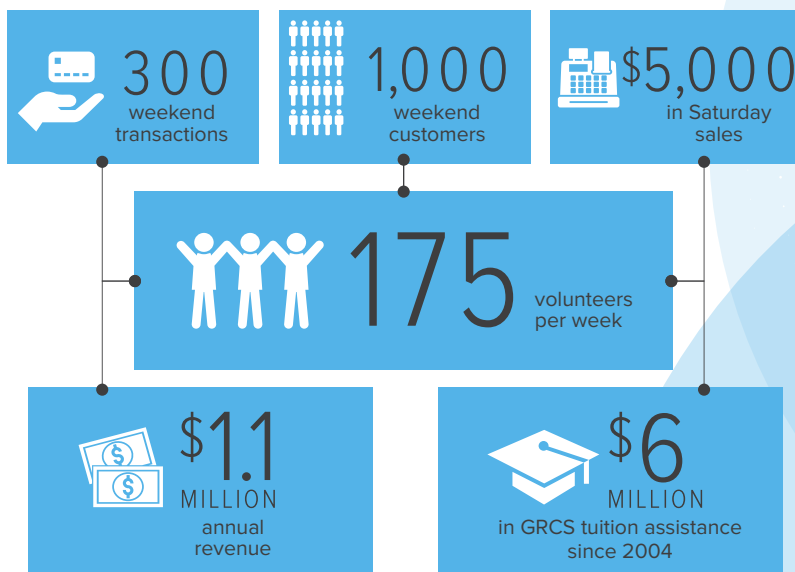 300
weekend
transactions
1,000
weekend
customers
$5,000
in Saturday
sales
175
volunteers
per week
$1.1
MILLION
annual
revenue
$6
MILLION
in GRCS tuition assistance
since 2004